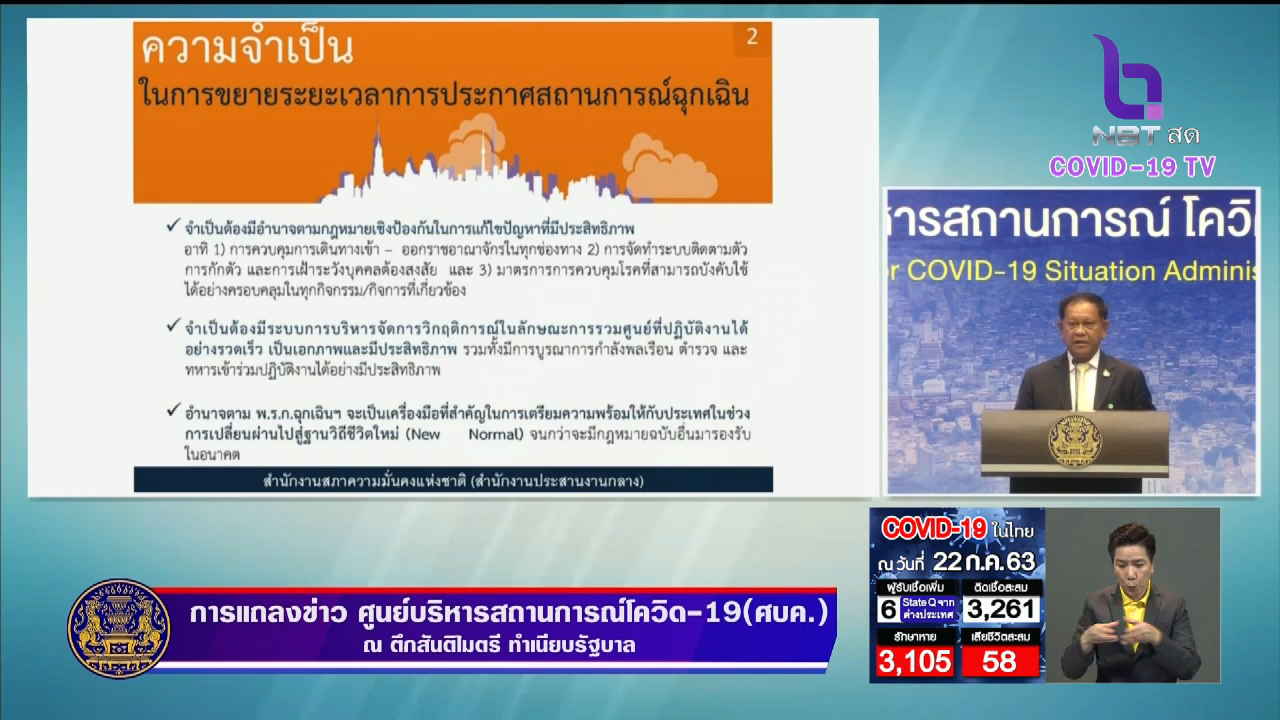 ความจำเป็น
2
ในการขยายระยะเวลาการประกาศสถานการณ์ฉุกเฉิน
✓ จำเป็นต้องมีอำนาจตามกฎหมายเชิงป้องกันในการแก้ไขปัญหาที่มีประสิทธิภาพ
อาทิ 1) การควบคุมการเดินทางเข้า – ออกราชอาณาจักรในทุกช่องทาง 2) การจัดทำระบบติดตามตัว
การกักตัว และการเฝ้าระวังบุคคลต้องสงสัย และ 3) มาตรการการควบคุมโรคที่สามารถบังคับใช้
ได้อย่างครอบคลุมในทุกกิจกรรม/กิจการที่เกี่ยวข้อง
✓ จำเป็นต้องมีระบบการบริหารจัดการวิกฤติการณ์ในลักษณะการรวมศูนย์ที่ปฏิบัติงานได้
อย่างรวดเร็ว เป็นเอกภาพและมีประสิทธิภาพ รวมทั้งมีการบูรณาการกำลังพลเรือน ตำรวจ และ
ทหารเข้าร่วมปฏิบัติงานได้อย่างมีประสิทธิภาพ
✓ อำนาจตาม พ.ร.ก.ฉุกเฉินฯ จะเป็นเครื่องมือที่สำคัญในการเตรียมความพร้อมให้กับประเทศในช่วง
การเปลี่ยนผ่านไปสู่ฐานวิถีชีวิตใหม่ (New Normal) จนกว่าจะมีกฎหมายฉบับอื่นมารองรับ
ในอนาคต
สำนักงานสภาความมั่นคงแห่งชาติ (สำนักงานประสานงานกลาง)
NBT สด
COVID-19 TV
หารสถานการณ์ โควิ
or COVID-19 Situation Adminis
COVID-19 ในไทย
ณ วันที่ 22 ก.ค.63
ผู้รับเชื้อเพิ่ม
6 State Q จาก
ต่างประเทศ
ติดเชื้อสะสม
3,261
รักษาหาย
3,105
เสียชีวิตสะสม
58
การแถลงข่าว ศูนย์บริหารสถานการณ์โควิด-19(ศบค.)
ณ ตึกสันติไมตรี ทำเนียบรัฐบาล